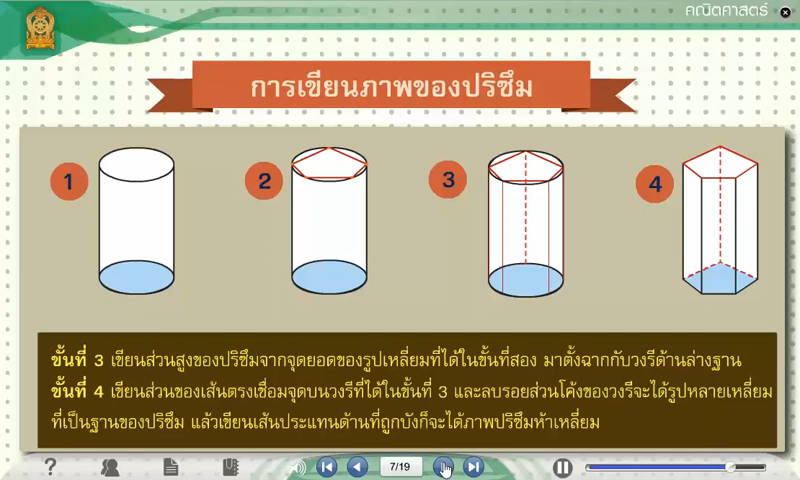 คณิตศาสตร์
การเขียนภาพของปริซึม
1
2
3
4
ขั้นที่ 3 เขียนส่วนสูงของปริซึมจากจุดยอดของรูปเหลี่ยมที่ได้ในขั้นที่สอง มาตั้งฉากกับวงรีด้านล่างฐาน
ขั้นที่ 4 เขียนส่วนของเส้นตรงเชื่อมจุดบนวงรีที่ได้ในขั้นที่ 3 และลบรอยส่วนโค้งของวงรีจะได้รูปหลายเหลี่ยม
ที่เป็นฐานของปริซึม แล้วเขียนเส้นประแทนด้านที่ถูกบังก็จะได้ภาพปริซึมห้าเหลี่ยม
?
7/19